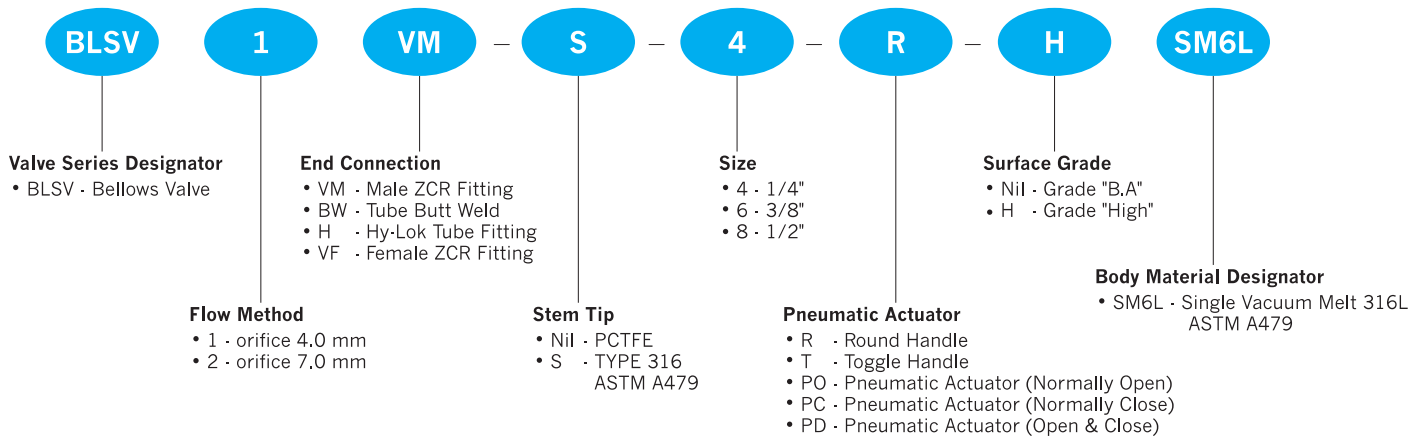 BLSV 1 VM - S - 4 - R - H SM6L
Valve Series Designator
• BLSV - Bellows Valve
End Connection
• VM - Male ZCR Fitting
• BW - Tube Butt Weld
• H - Hy-Lok Tube Fitting
• VF - Female ZCR Fitting
Size
• 4 - 1/4"
• 6 - 3/8"
• 8 - 1/2"
Surface Grade
• Nil - Grade "B.A"
• H - Grade "High"
Body Material Designator
• SM6L - Single Vacuum Melt 316L
ASTM A479
Flow Method
• 1 - orifice 4.0 mm
• 2 - orifice 7.0 mm
Stem Tip
• Nil - PCTFE
• S - TYPE 316
ASTM A479
Pneumatic Actuator
• R - Round Handle
• T - Toggle Handle
• PO - Pneumatic Actuator (Normally Open)
• PC - Pneumatic Actuator (Normally Close)
• PD - Pneumatic Actuator (Open & Close)